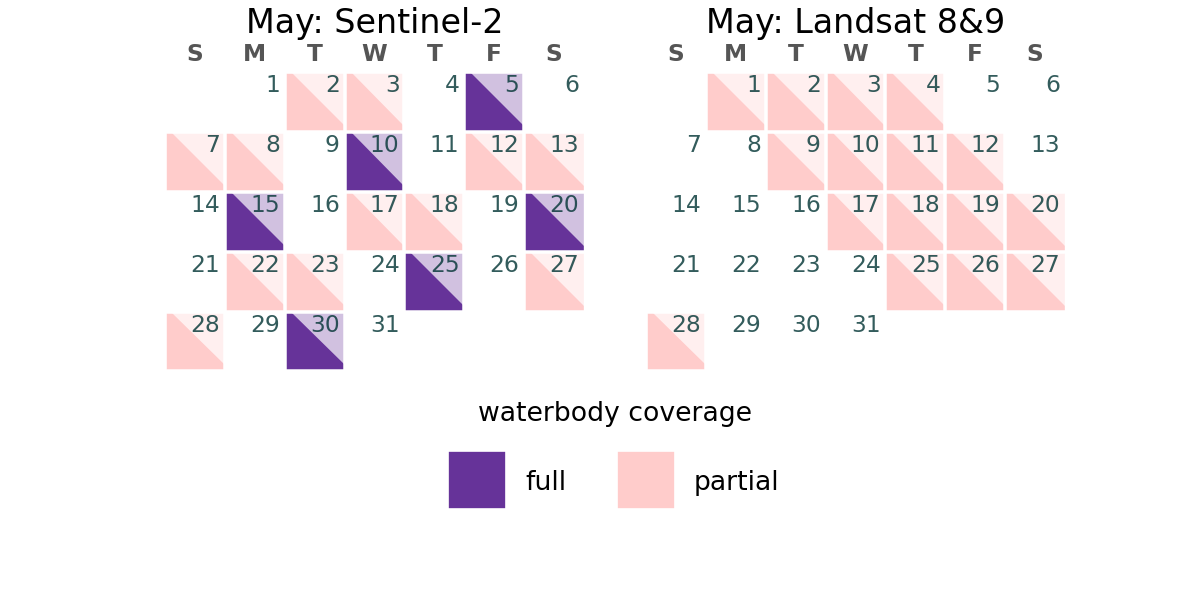 May: Sentinel-2
S M T W T F S
1 2 3 4 5 6
7 8 9 10 11 12 13
14 15 16 17 18 19 20
21 22 23 24 25 26 27
28 29 30 31
May: Landsat 8&9
S M T W T F S
1 2 3 4 5 6
7 8 9 10 11 12 13
14 15 16 17 18 19 20
21 22 23 24 25 26 27
28 29 30 31
waterbody coverage
full
partial